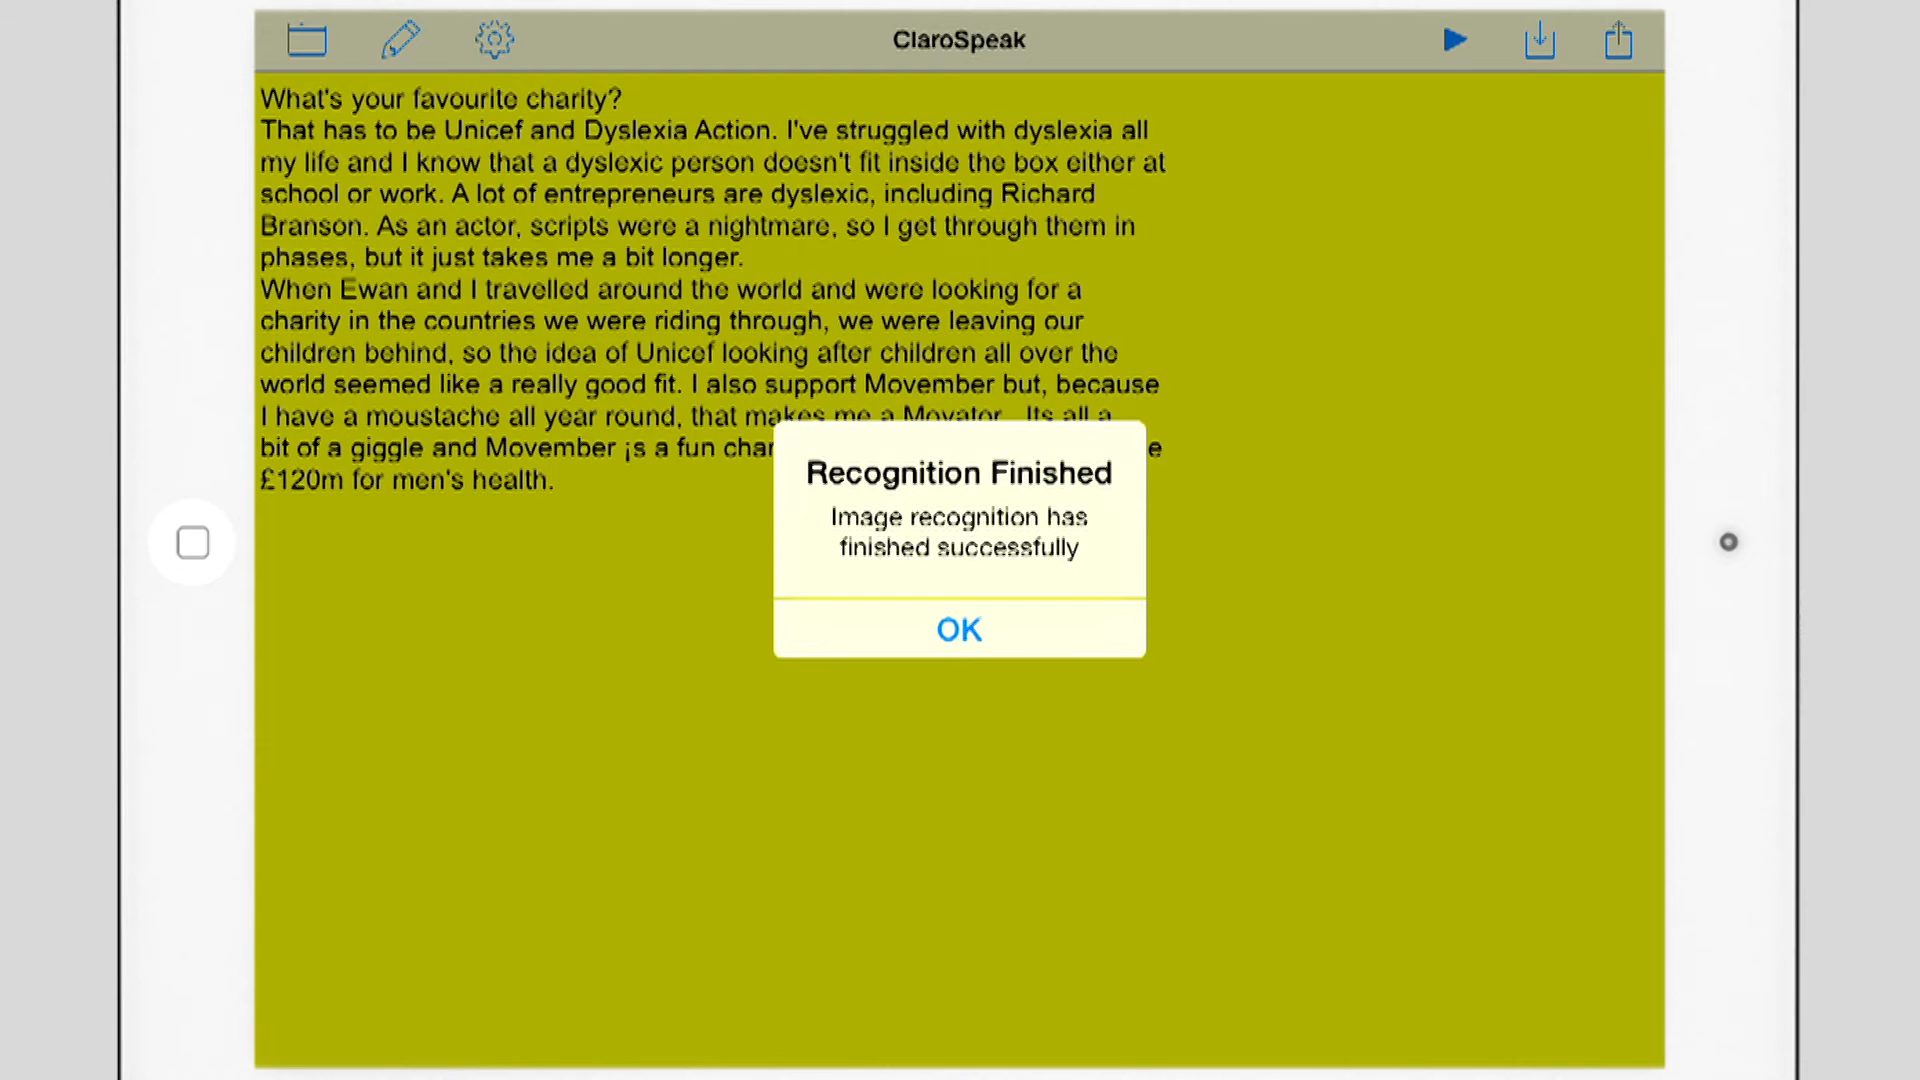 ClaroSpeak
What's your favourite charity?
That has to be Unicef and Dyslexia Action. I've struggled with dyslexia all
my life and I know that a dyslexic person doesn't fit inside the box either at
school or work. A lot of entrepreneurs are dyslexic, including Richard
Branson. As an actor, scripts were a nightmare, so I get through them in
phases, but it just takes me a bit longer.
When Ewan and I travelled around the world and were looking for a
charity in the countries we were riding through, we were leaving our
children behind, so the idea of Unicef looking after children all over the
world seemed like a really good fit. I also support Movember but, because
I have a moustache all year round, that makes me a Movator. Its all a
bit of a giggle and Movember ¡s a fun
£120m for men's health.
Recognition Finished
Image recognition has
finished successfully
OK